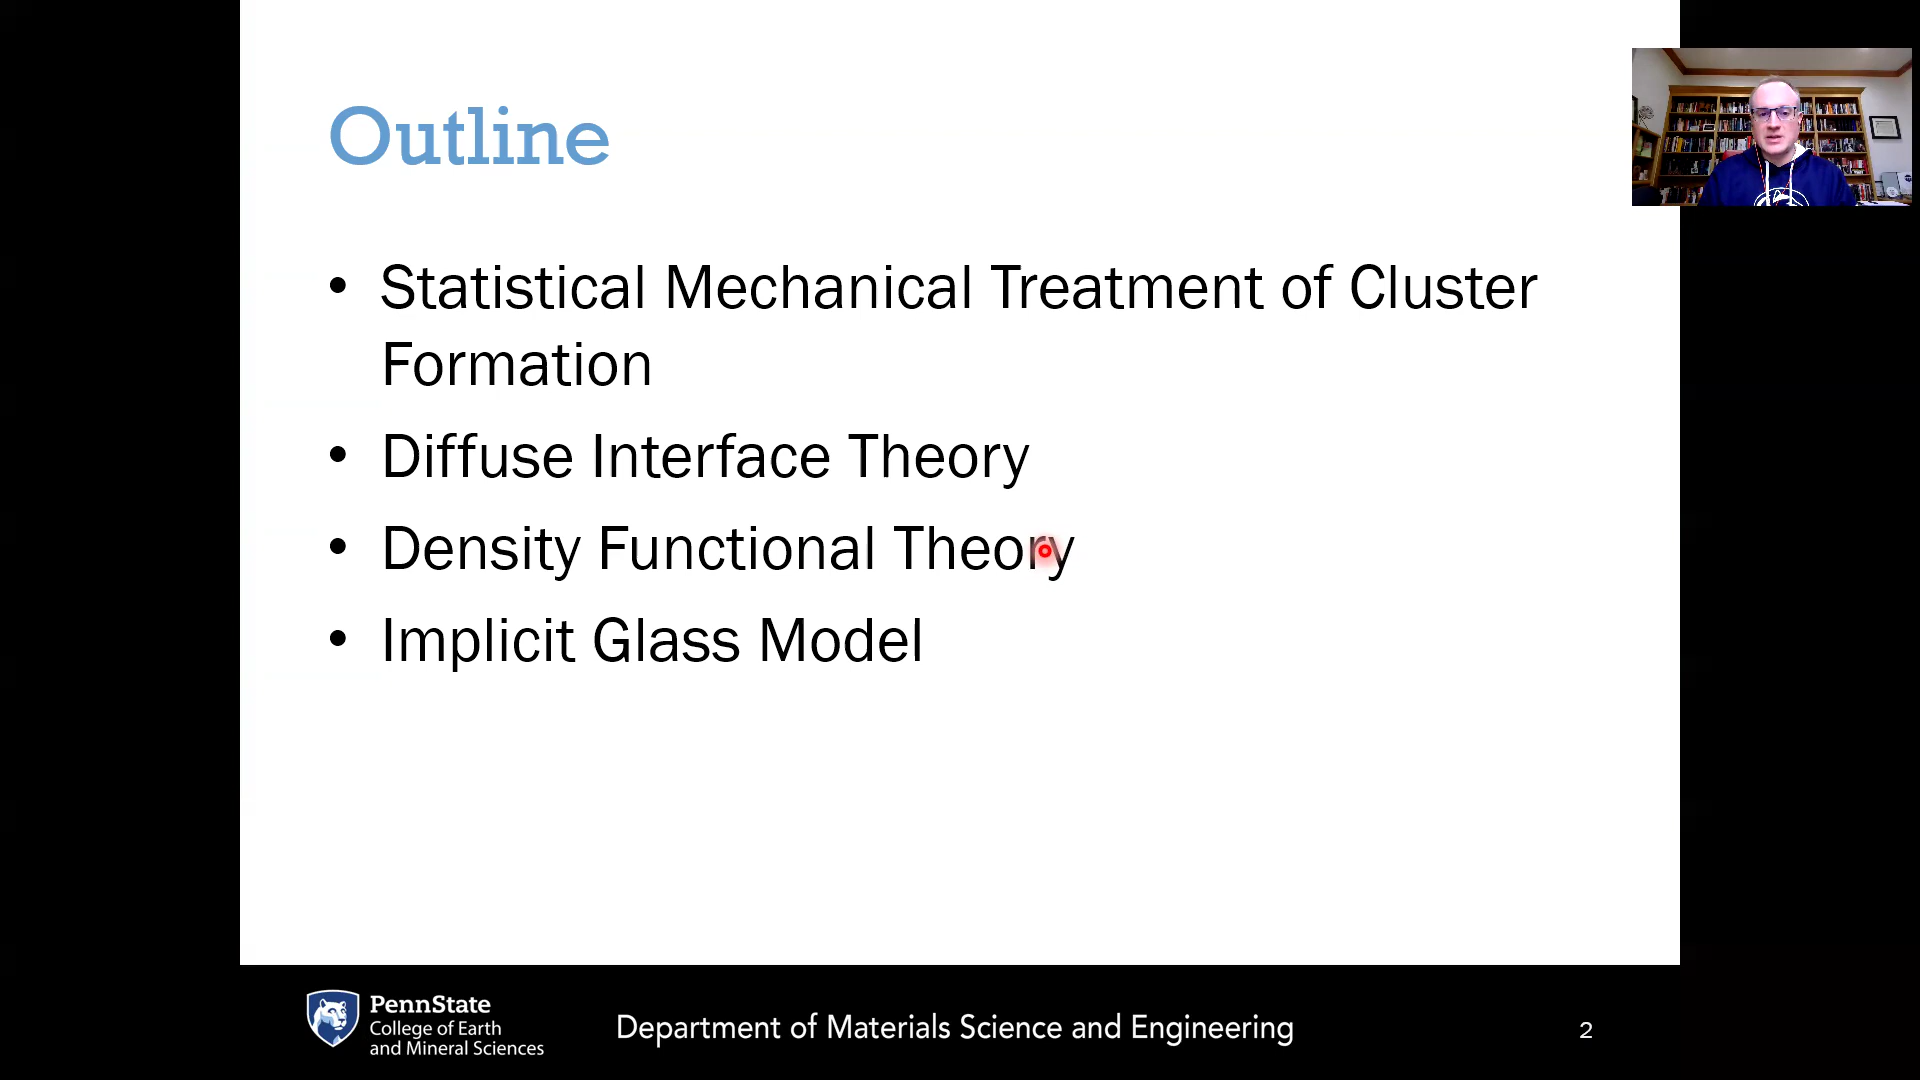 Outline
• Statistical Mechanical Treatment of Cluster
Formation
• Diffuse Interface Theory
• Density Functional Theory
• Implicit Glass Model
PennState
College of Earth
and Mineral Sciences
Department of Materials Science and Engineering
2